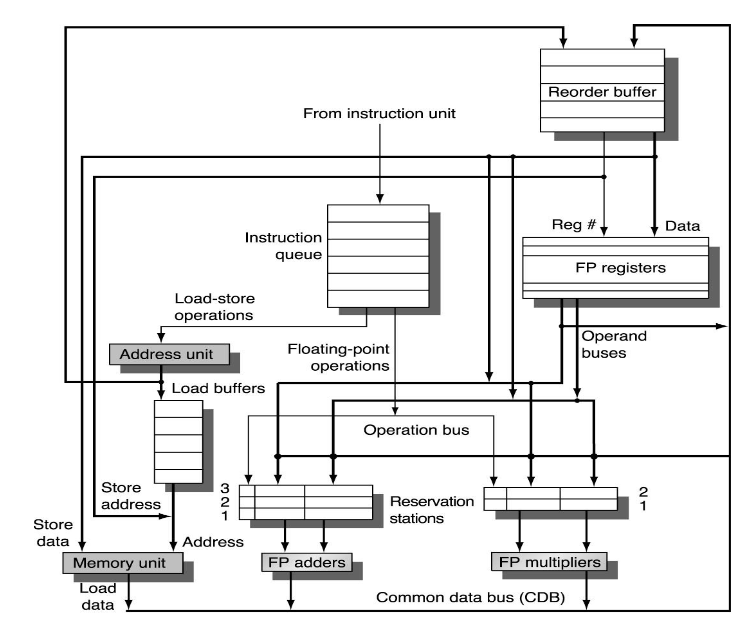 Reorder buffer
From instruction unit
Reg #
Data
Instruction
queue
FP registers
Load-store
operations
Operand
buses
Address unit
Floating-point
operations
Load buffers
Operation bus
Store
address
3
2
1
Reservation
stations
2
1
Store
data
Address
Memory unit
FP adders
FP multipliers
Load
data
Common data bus (CDB)